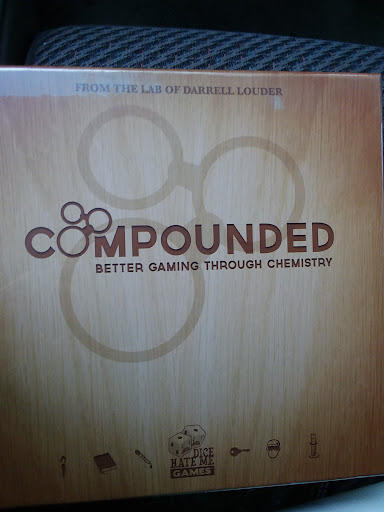 FROM THE LAB OF DARRELL LOUDER
COMPOUNDED
BETTER GAMING THROUGH CHEMISTRY
DICE
HATE ME
GAMES